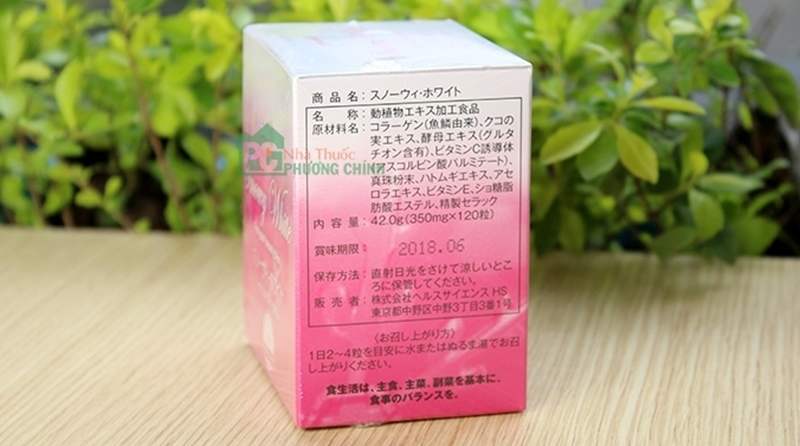 商品名：スノーウィ・ホワイト
名　　称：動植物エキス加工食品
原材料名：コラーゲン（魚鱗由来）、クコの
実エキス、酵母エキス（グルタ
チオン含有）、ビタミンC誘導体
（アスコルビン酸パルミテート）、
真珠粉末、ハトムギエキス、アセ
ロラエキス、ビタミンE、ショ糖脂
肪酸エステル、精製セラック
内容量：42.0g（350mg×120粒）
賞味期限：2018.06
保存方法：直射日光をさけて涼しいとこ
ろに保管してください。
販売者：株式会社ヘルスサイエンス HS
東京都中野区中野3丁目3番1号
〈お召し上がり方〉
1日2〜4粒を目安に水またはぬるま湯でお召
し上がりください。
食生活は、主食、主菜、副菜を基本に、
食事のバランスを。
Snowy White
PG
Nhà Thuốc
PHƯƠNG CHÍNH